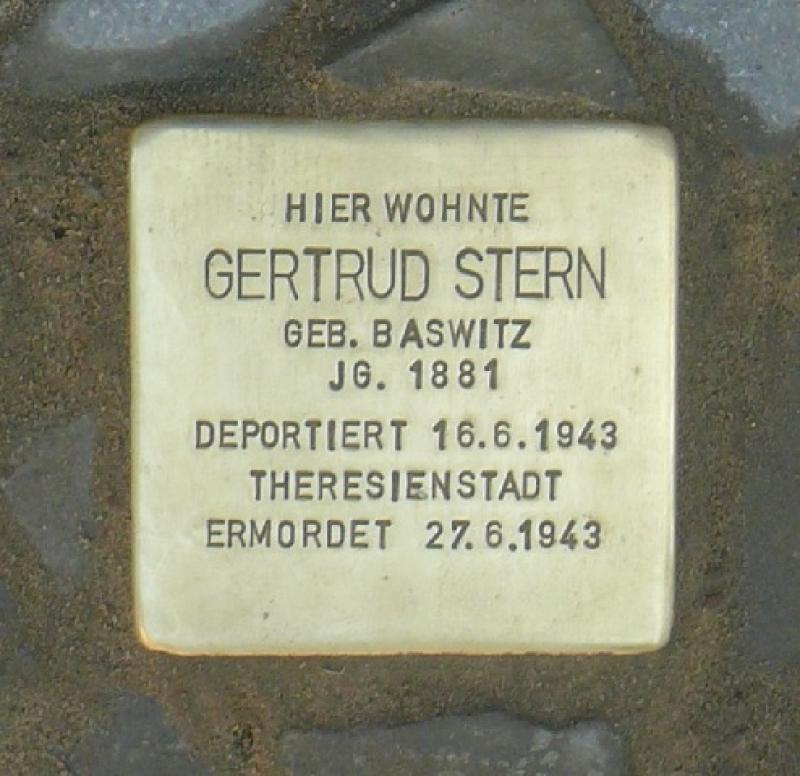 HIER WOHNTE
GERTRUD STERN
GEB. BASWITZ
JG. 1881
DEPORTIERT 16.6.1943
THERESIENSTADT
ERMORDET 27.6.1943